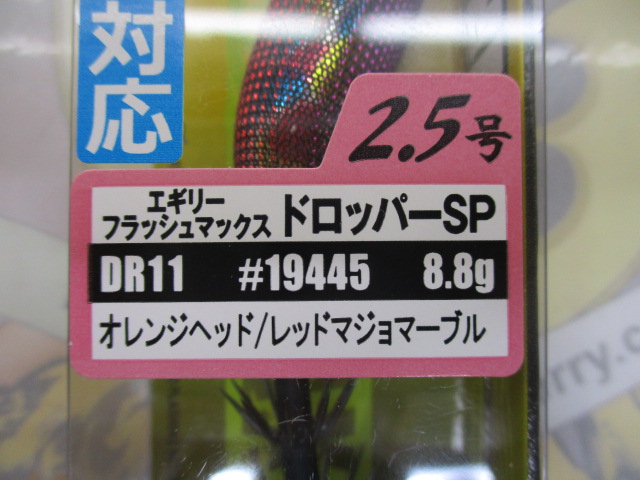 対応
2.5号
エギリー
フラッシュマックス ドロッパーSP
DR11 #19445 8.8g
オレンジヘッド/レッドマジョマーブル
rry.c